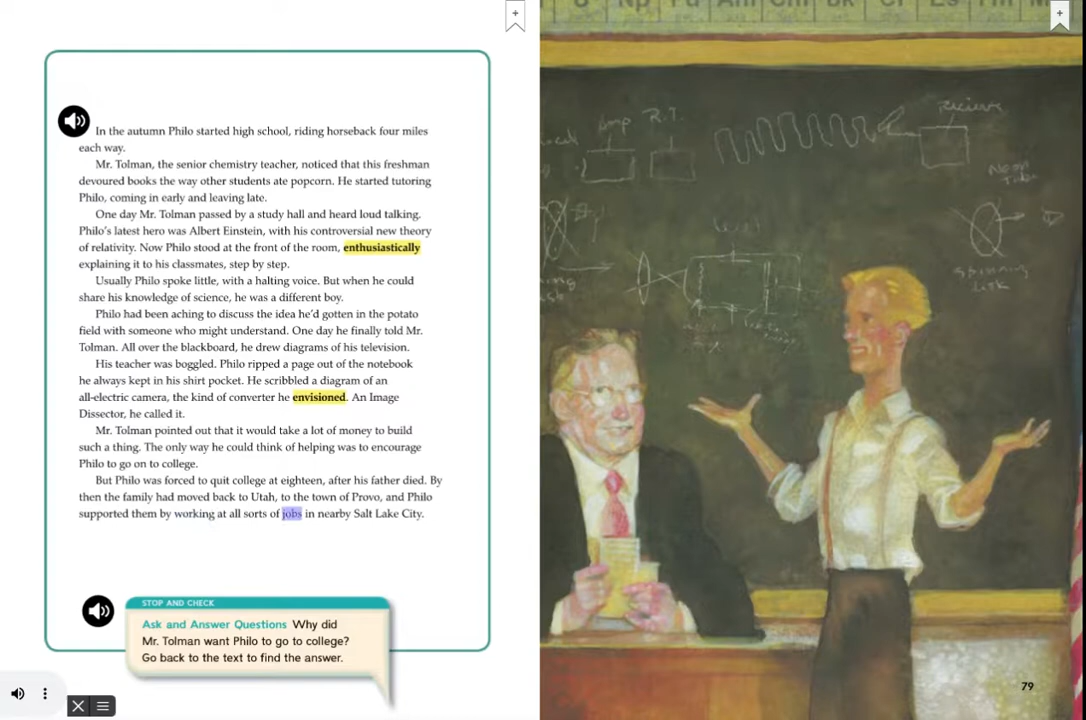 In the autumn Philo started high school, riding horseback four miles
each way.
Mr. Tolman, the senior chemistry teacher, noticed that this freshman
devoured books the way other students ate popcorn. He started tutoring
Philo, coming in early and leaving late.
One day Mr. Tolman passed by a study hall and heard loud talking.
Philo's latest hero was Albert Einstein, with his controversial new theory
of relativity. Now Philo stood at the front of the room, enthusiastically
explaining it to his classmates, step by step.
Usually Philo spoke little, with a halting voice. But when he could
share his knowledge of science, he was a different boy.
Philo had been aching to discuss the idea he'd gotten in the potato
field with someone who might understand. One day he finally told Mr.
Tolman. All over the blackboard, he drew diagrams of his television.
His teacher was boggled. Philo ripped a page out of the notebook
he always kept in his shirt pocket. He scribbled a diagram of an
all-electric camera, the kind of converter he envisioned. An Image
Dissector, he called it.
Mr. Tolman pointed out that it would take a lot of money to build
such a thing. The only way he could think of helping was to encourage
Philo to go on to college.
But Philo was forced to quit college at eighteen, after his father died. By
then the family had moved back to Utah, to the town of Provo, and Philo
supported them by working at all sorts of jobs in nearby Salt Lake City.
STOP AND CHECK
Ask and Answer Questions Why did
Mr. Tolman want Philo to go to college?
Go back to the text to find the answer.
Np Pu Am Cm Bk Cf Es Fm
Amp R.F.
Recieve
Neon
Tube
Spinning
disk
79